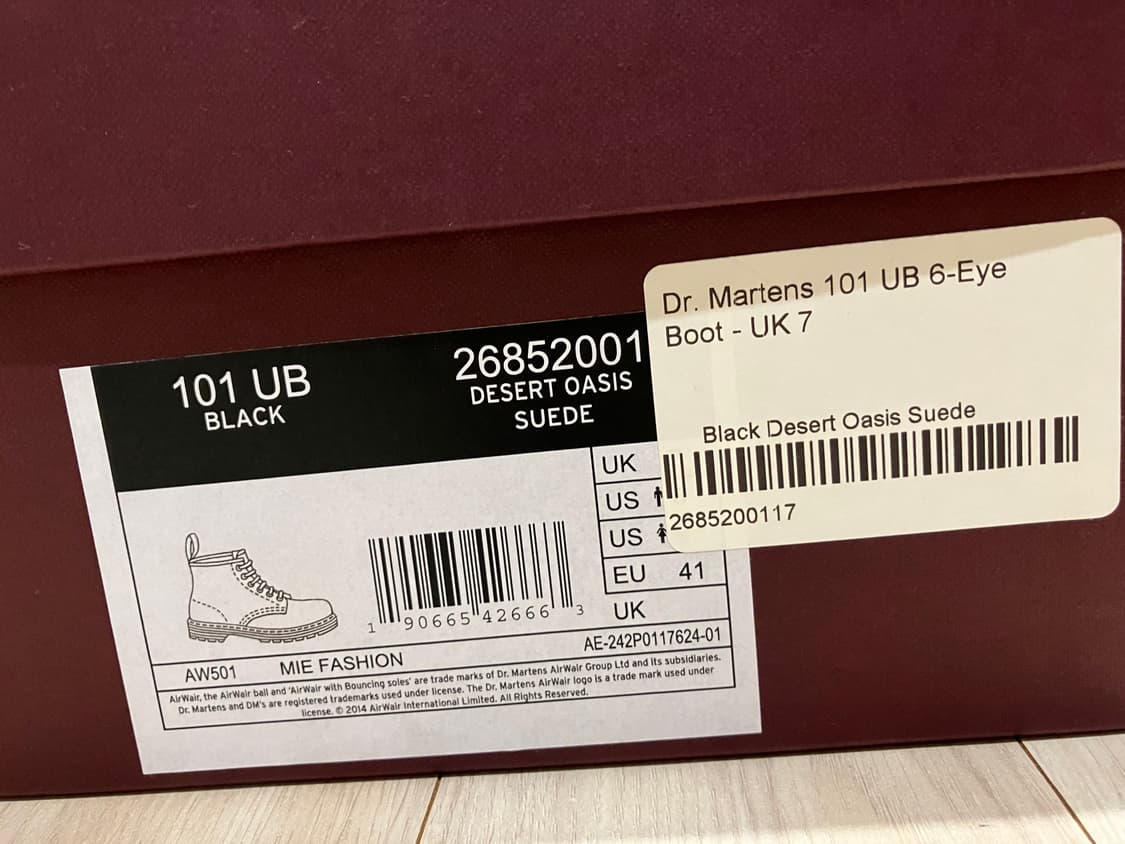 101 UB
BLACK
26852001
DESERT OASIS
SUEDE
UK
US
US
EU 41
UK
1 90665 42666 3
AE-242P0117624-01
AW501 MIE FASHION
AirWair, the AirWair ball and 'AirWair with Bouncing soles' are trade marks of Dr. Martens AirWair Group Ltd and its subsidiaries.
Dr. Martens and DM's are registered trademarks used under license. The Dr. Martens AirWair logo is a trade mark used under
license. © 2014 AirWair International Limited. All Rights Reserved.
Dr. Martens 101 UB 6-Eye
Boot - UK 7
Black Desert Oasis Suede
2685200117